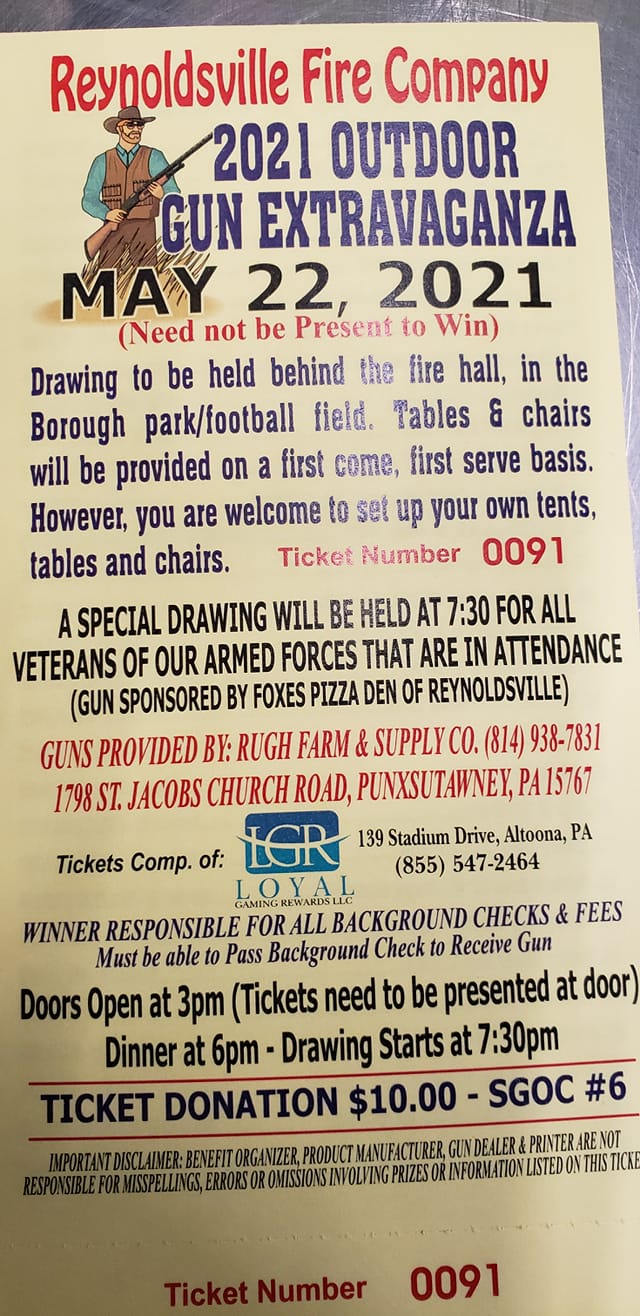 Reynoldsville Fire Company
2021 OUTDOOR
GUN EXTRAVAGANZA
MAY 22, 2021
(Need not be Present to Win)
Drawing to be held behind the fire hall, in the
Borough park/football field. Tables & chairs
will be provided on a first come, first serve basis.
However, you are welcome to set up your own tents,
tables and chairs. Ticket Number 0091
A SPECIAL DRAWING WILL BE HELD AT 7:30 FOR ALL
VETERANS OF OUR ARMED FORCES THAT ARE IN ATTENDANCE
(GUN SPONSORED BY FOXES PIZZA DEN OF REYNOLDSVILLE)
GUNS PROVIDED BY: RUGH FARM & SUPPLY CO. (814) 938-7831
1798 ST. JACOBS CHURCH ROAD, PUNXSUTAWNEY, PA 15767
Tickets Comp. of:
LGR
LOYAL
GAMING REWARDS LLC
139 Stadium Drive, Altoona, PA
(855) 547-2464
WINNER RESPONSIBLE FOR ALL BACKGROUND CHECKS & FEES
Must be able to Pass Background Check to Receive Gun
Doors Open at 3pm (Tickets need to be presented at door)
Dinner at 6pm - Drawing Starts at 7:30pm
TICKET DONATION $10.00 - SGOC #6
IMPORTANT DISCLAIMER: BENEFIT ORGANIZER, PRODUCT MANUFACTURER, GUN DEALER & PRINTER ARE NOT
RESPONSIBLE FOR MISSPELLINGS, ERRORS OR OMISSIONS INVOLVING PRIZES OR INFORMATION LISTED ON THIS TICKE
Ticket Number 0091